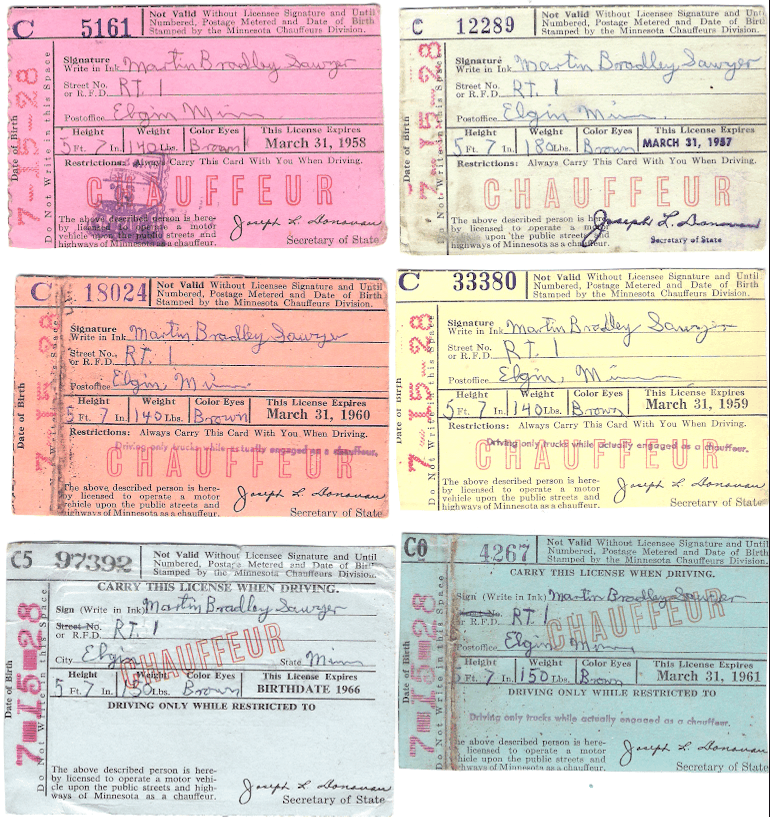 C 5161
Not Valid Without Licensee Signature and Until
Numbered, Postage Metered and Date of Birth
Stamped by the Minnesota Chauffeurs Division.
Date of Birth
7-15-28
Do Not Write in this Space
Signature
Write in Ink Martin Bradley Sawyer
Street No.
or R.F.D. RT. 1
Postoffice Elgin Minn
Height Weight Color Eyes This License Expires
5 Ft. 7 In. 140 Lbs. Brown March 31, 1958
Restrictions: Always Carry This Card With You When Driving.
CHAUFFEUR
The above described person is here-
by licensed to operate a motor
vehicle upon the public streets and
highways of Minnesota as a chauffeur.
Joseph L. Donovan
Secretary of State
C 12289
Not Valid Without Licensee Signature and Until
Numbered, Postage Metered and Date of Birth
Stamped by the Minnesota Chauffeurs Division.
Date of Birth
7-15-28
Do Not Write in this Space
Signature
Write in Ink Martin Bradley Sawyer
Street No.
or R.F.D. RT. 1
Postoffice Elgin Minn.
Height Weight Color Eyes This License Expires
5 Ft. 7 In. 180 Lbs. Brown MARCH 31, 1957
Restrictions: Always Carry This Card With You When Driving.
CHAUFFEUR
The above described person is here-
by licensed to operate a motor
vehicle upon the public streets and
highways of Minnesota as a chauffeur.
Joseph L. Donovan
Secretary of State
C 18024
Not Valid Without Licensee Signature and Until
Numbered, Postage Metered and Date of Birth
Stamped by the Minnesota Chauffeurs Division.
Date of Birth
7-15-28
Signature
Write in Ink Martin Bradley Sawyer
Street No.
or R.F.D. RT. 1
Postoffice Elgin, Minn
Height Weight Color Eyes This License Expires
5 Ft. 7 In. 140 Lbs. Brown March 31, 1960
Restrictions: Always Carry This Card With You When Driving.
Driving only trucks while actually engaged as a chauffeur.
CHAUFFEUR
The above described person is here-
by licensed to operate a motor
vehicle upon the public streets and
highways of Minnesota as a chauffeur.
Joseph L. Donovan
Secretary of State
C 33380
Not Valid Without Licensee Signature and Until
Numbered, Postage Metered and Date of Birth
Stamped by the Minnesota Chauffeurs Division.
Date of Birth
7-15-28
Do Not Write in this Space
Signature
Write in Ink Martin Bradley Sawyer
Street No.
or R.F.D. RT. 1
Postoffice Elgin, Minn
Height Weight Color Eyes This License Expires
5 Ft. 7 In. 140 Lbs. Brown March 31, 1959
Restrictions: Always Carry This Card With You When Driving.
Driving only trucks while actually engaged as a chauffeur.
CHAUFFEUR
The above described person is here-
by licensed to operate a motor
vehicle upon the public streets and
highways of Minnesota as a chauffeur.
Joseph L. Donovan
Secretary of Stat
C5 97392
Not Valid Without Licensee Signature and Until
Numbered, Postage Metered and Date of Birth
Stamped by the Minnesota Chauffeurs Division.
CARRY THIS LICENSE WHEN DRIVING.
Date of Birth
7-15-28
Do Not Write in this Space
Sign (Write in Ink) Martin Bradley Sawyer
Street No.
or R.F.D. RT. 1
City Elgin State Minn
CHAUFFEUR
Height Weight Color Eyes This License Expires
5 Ft. 7 In. 150 Lbs. Brown BIRTHDATE 1966
DRIVING ONLY WHILE RESTRICTED TO
The above described person is here-
by licensed to operate a motor vehi-
cle upon the public streets and high-
ways of Minnesota as a chauffeur.
Joseph L. Donovan
Secretary of State
C6 4267
Not Valid Without Licensee Signature and Until
Numbered, Postage Metered and Date of Birth
Stamped by the Minnesota Chauffeurs Division.
CARRY THIS LICENSE WHEN DRIVING.
Date of Birth
7-15-28
Do Not Write in this Space
Sign (Write in Ink) Martin Bradley Sawyer
Street No.
or R.F.D. RT. 1
Postoffice Elgin Minn
CHAUFFEUR
Height Weight Color Eyes This License Expires
5 Ft. 7 In. 150 Lbs. Brown March 31, 1961
DRIVING ONLY WHILE RESTRICTED TO
Driving only trucks while actually engaged as a chauffeur.
The above described person is here-
by licensed to operate a motor vehi-
cle upon the public streets and high-
ways of Minnesota as a chauffeur.
Joseph L. Donovan
Secretary of State